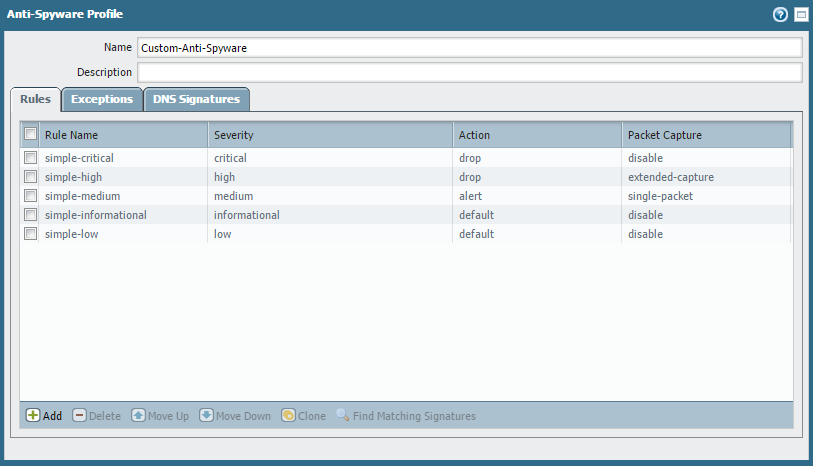 Anti-Spyware Profile
Name Custom-Anti-Spyware
Description
Rules Exceptions DNS Signatures
Rule Name Severity Action Packet Capture
simple-critical critical drop disable
simple-high high drop extended-capture
simple-medium medium alert single-packet
simple-informational informational default disable
simple-low low default disable
Add Delete Move Up Move Down Clone Find Matching Signatures